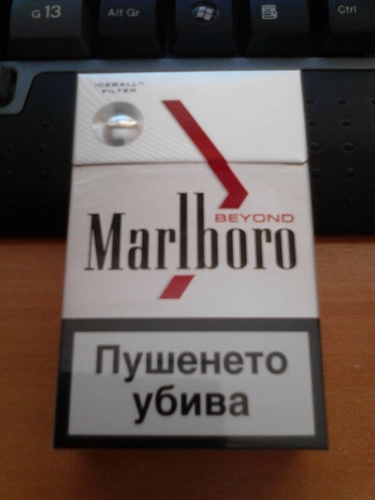 G 13
Alt Gr
Ctrl
ICEBALL™
FILTER
BEYOND
Marlboro
Пушенето
убива